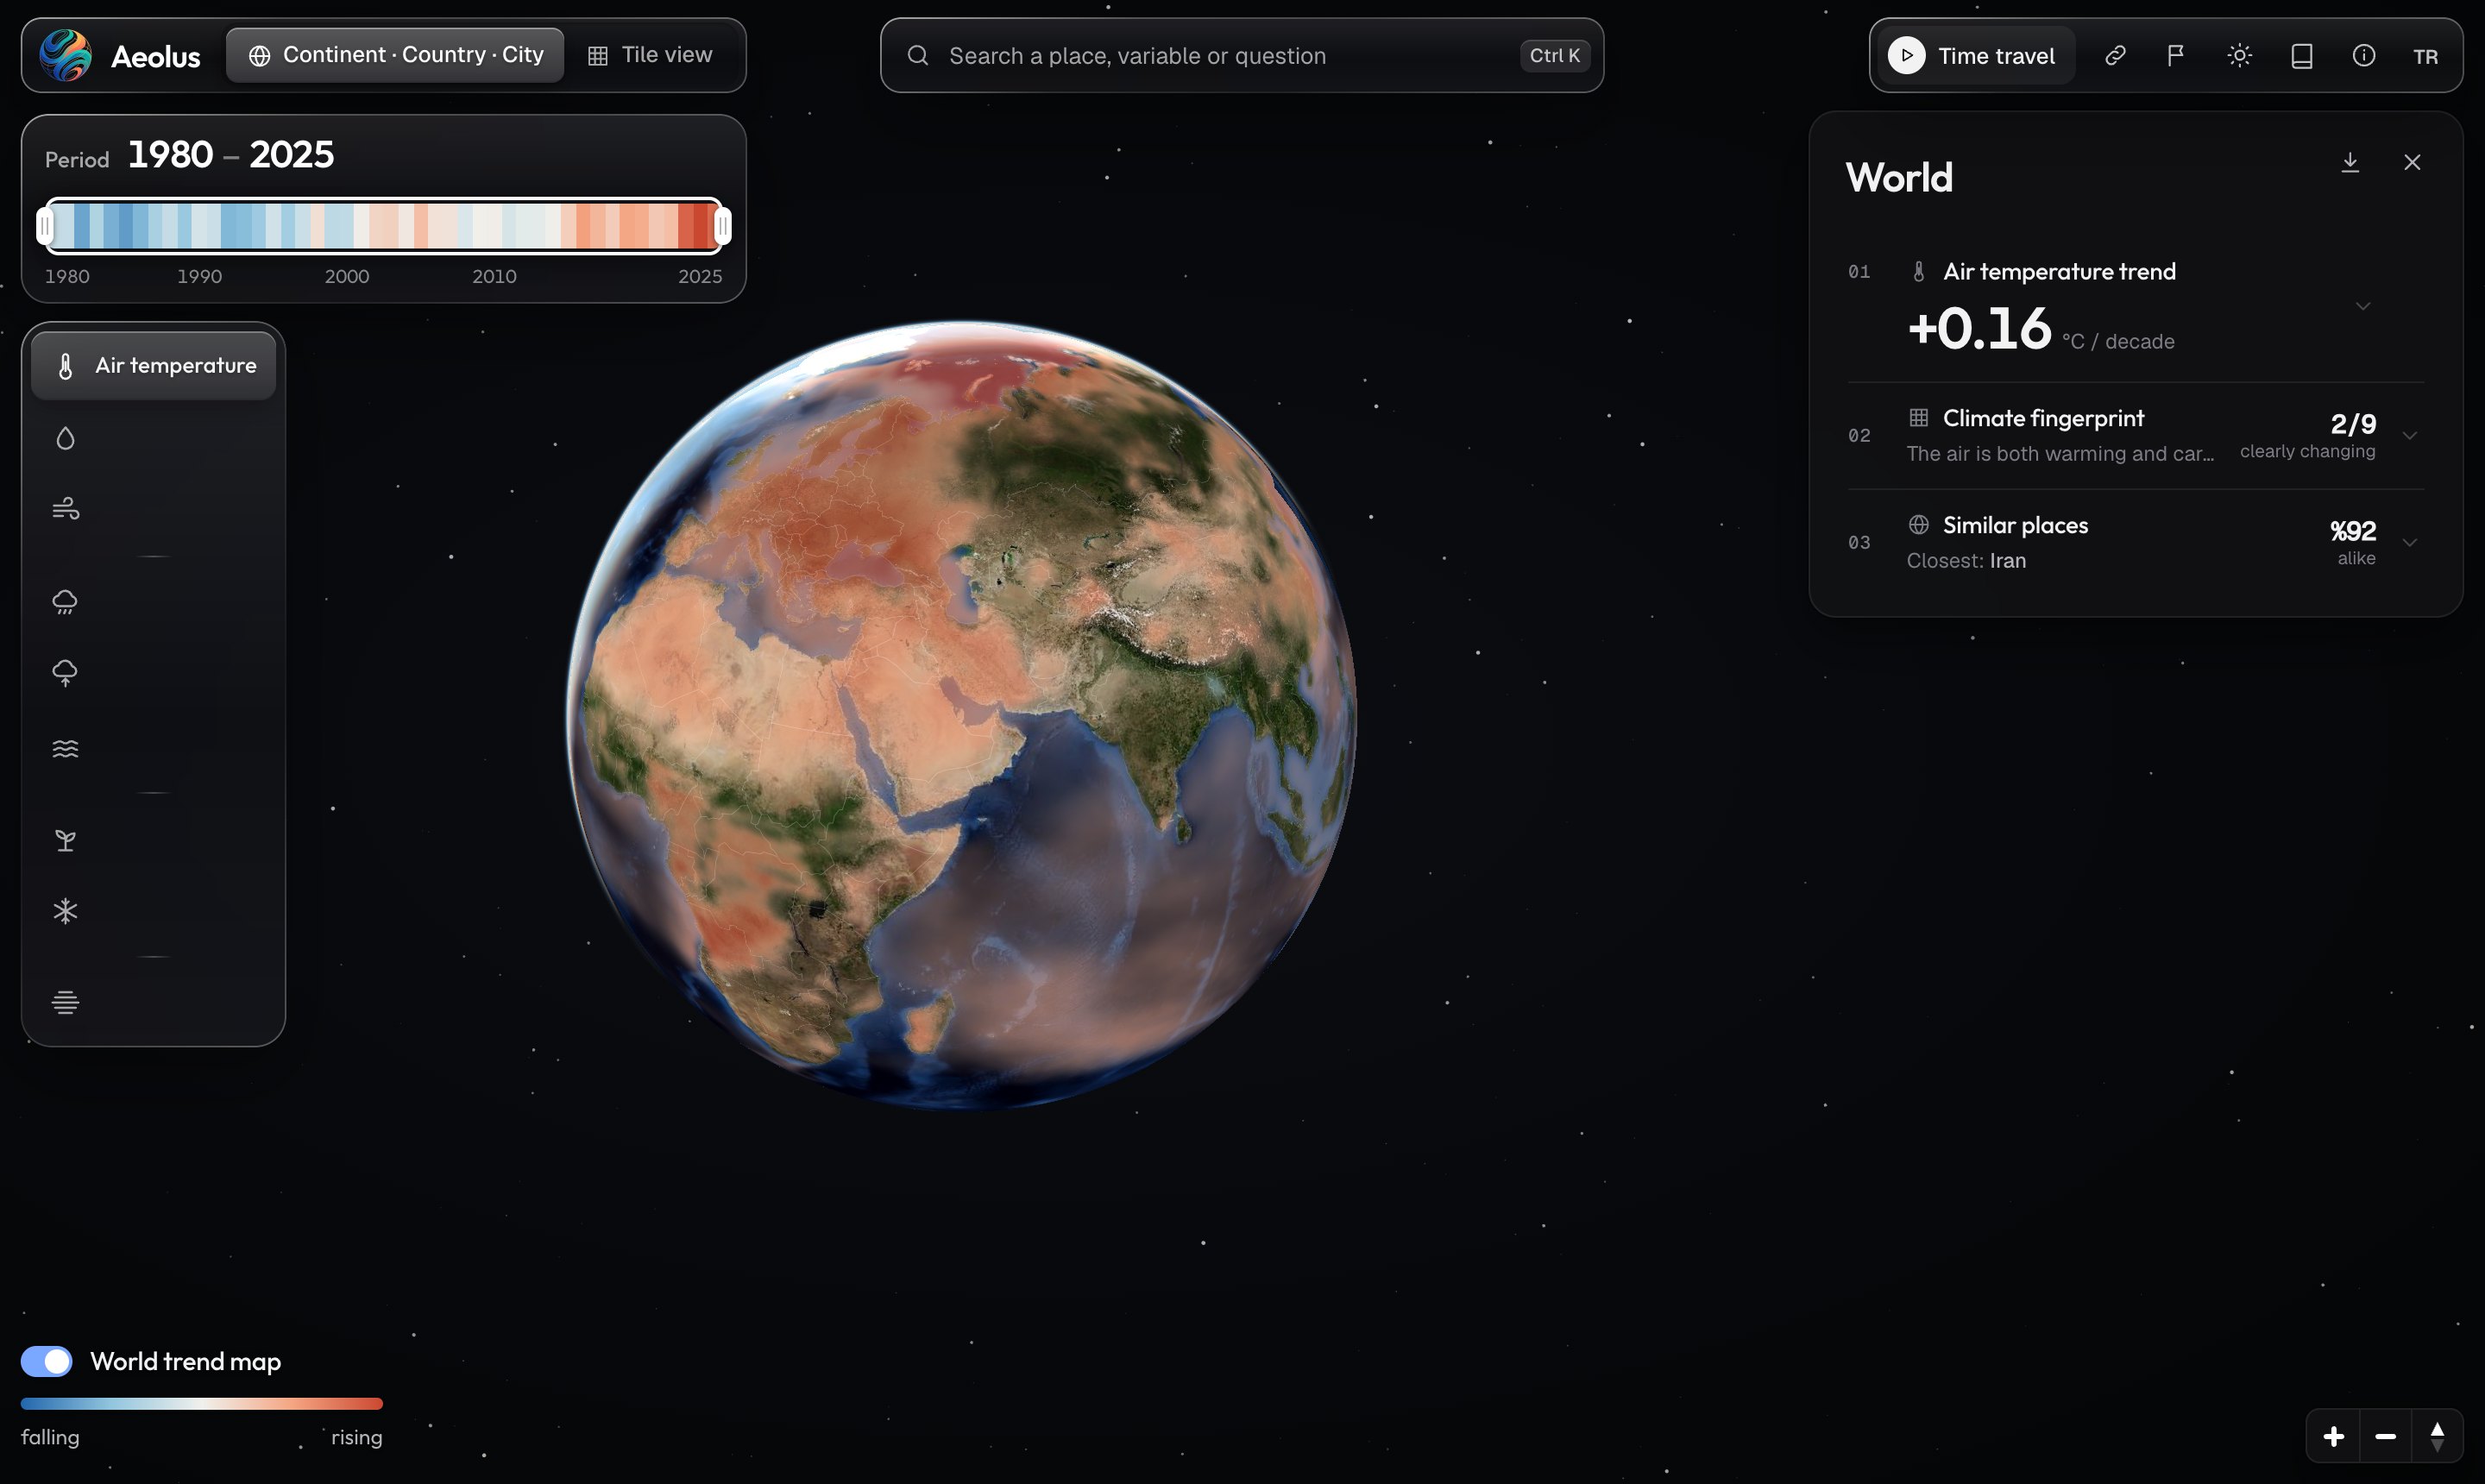 Aeolus
Continent · Country · City
Tile view
Search a place, variable or question
Ctrl K
Time travel
TR
Period 1980 – 2025
1980 1990 2000 2010 2025
Air temperature
World
01 Air temperature trend
+0.16 °C / decade
02 Climate fingerprint 2/9
The air is both warming and car... clearly changing
03 Similar places %92
Closest: Iran alike
World trend map
falling rising